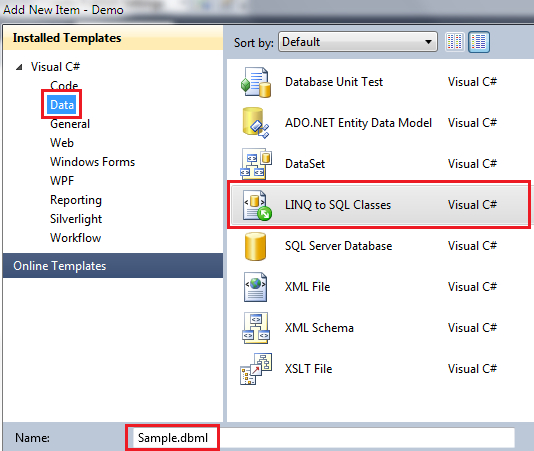 Add New Item - Demo
Installed Templates
Visual C#
Code
Data
General
Web
Windows Forms
WPF
Reporting
Silverlight
Workflow
Online Templates
Sort by: Default
Database Unit Test Visual C#
ADO.NET Entity Data Model Visual C#
DataSet Visual C#
LINQ to SQL Classes Visual C#
SQL Server Database Visual C#
XML File Visual C#
XML Schema Visual C#
XSLT File Visual C#
Name: Sample.dbml